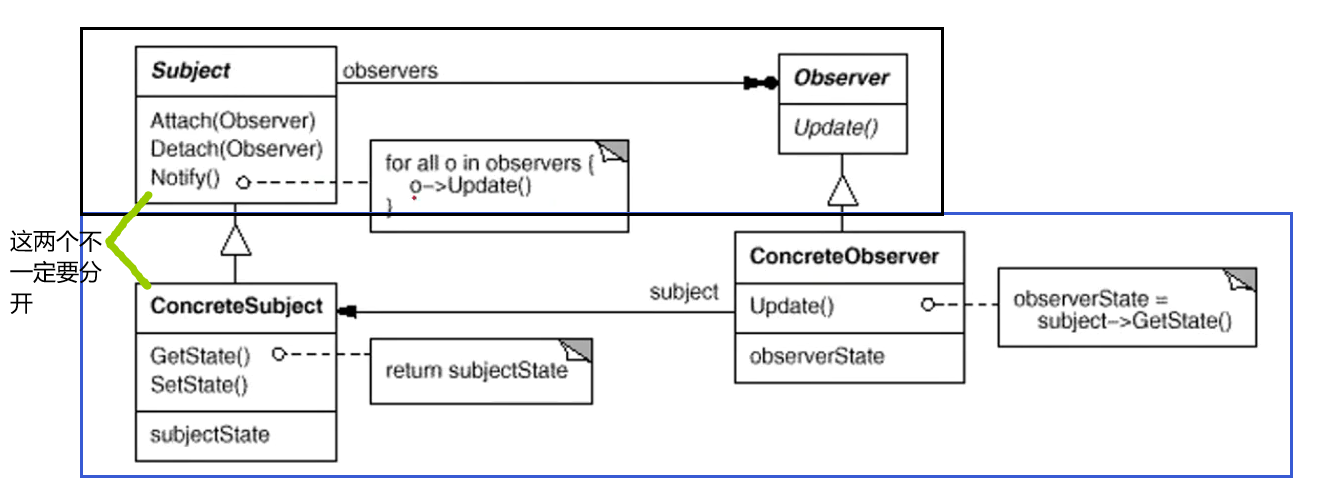 Subject
observers
Observer
Attach(Observer)
Detach(Observer)
Notify()
Update()
for all o in observers {
o->Update()
}
这两个不
一定要分
开
ConcreteSubject
GetState()
SetState()
subjectState
return subjectState
subject
ConcreteObserver
Update()
observerState
observerState =
subject->GetState()